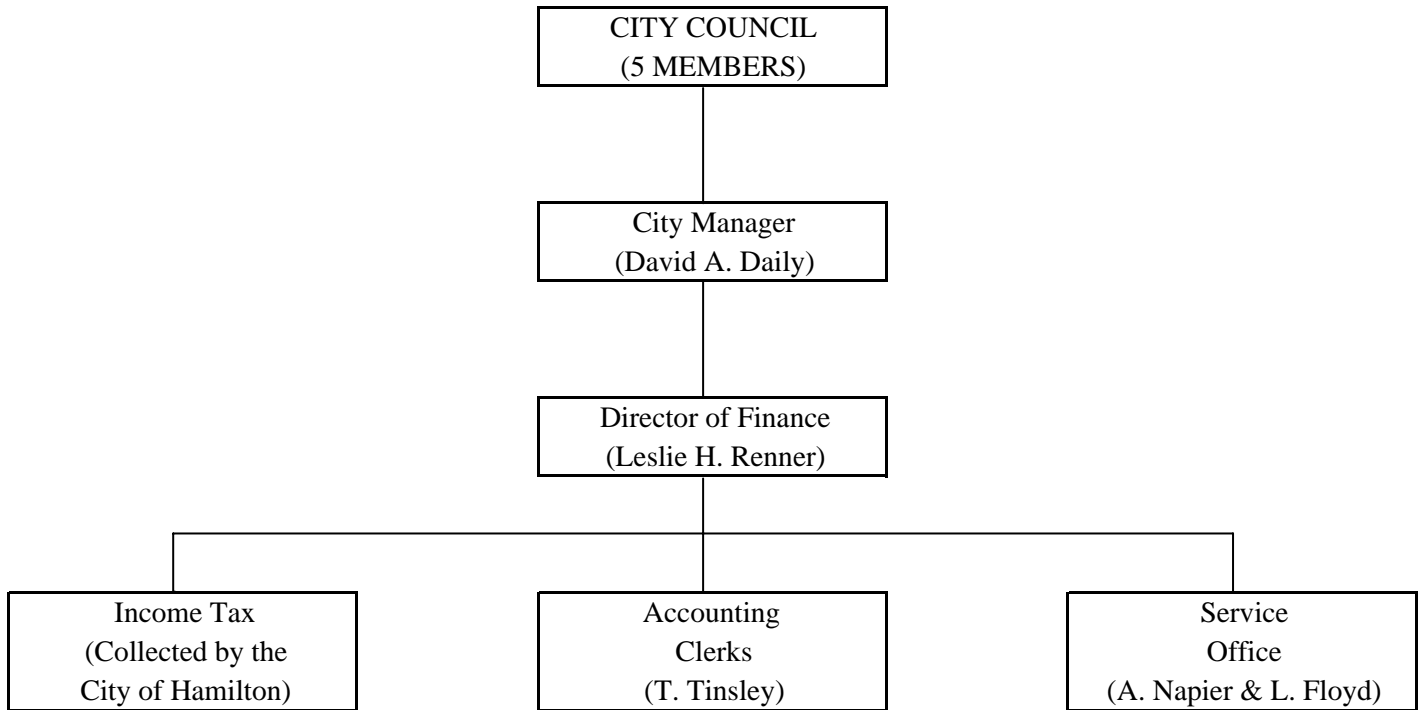 CITY COUNCIL
(5 MEMBERS)
City Manager
(David A. Daily)
Director of Finance
(Leslie H. Renner)
Income Tax
(Collected by the
City of Hamilton)
Accounting
Clerks
(T. Tinsley)
Service
Office
(A. Napier & L. Floyd)